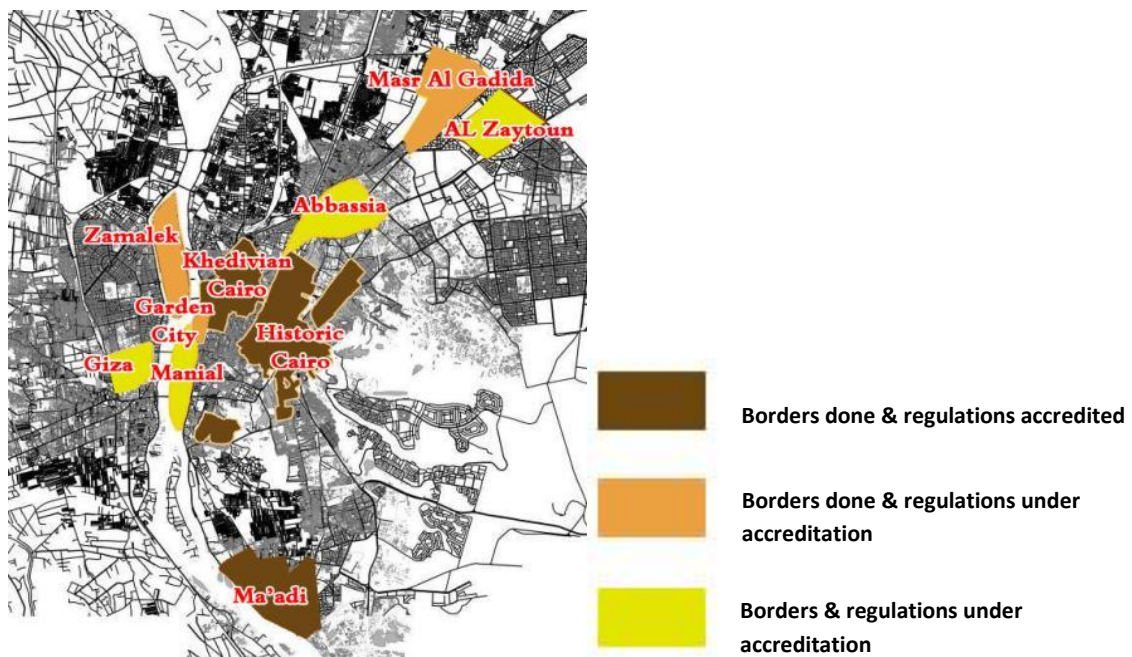 Masr Al Gadida
AL Zaytoun
Abbassia
Zamalek
Khedivian
Cairo
Garden
City
Historic
Cairo
Giza
Manial
Ma'adi
Borders done & regulations accredited
Borders done & regulations under
accreditation
Borders & regulations under
accreditation